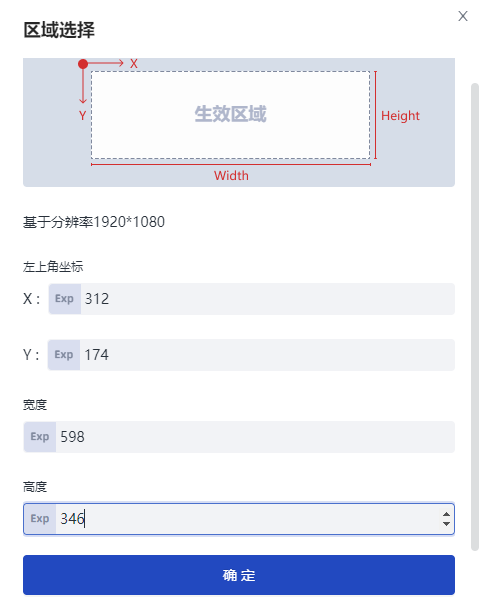 区域选择
X
X
生效区域
Y
Height
Width
基于分辨率1920*1080
左上角坐标
X : Exp 312
Y : Exp 174
宽度
Exp 598
高度
Exp 346
确定